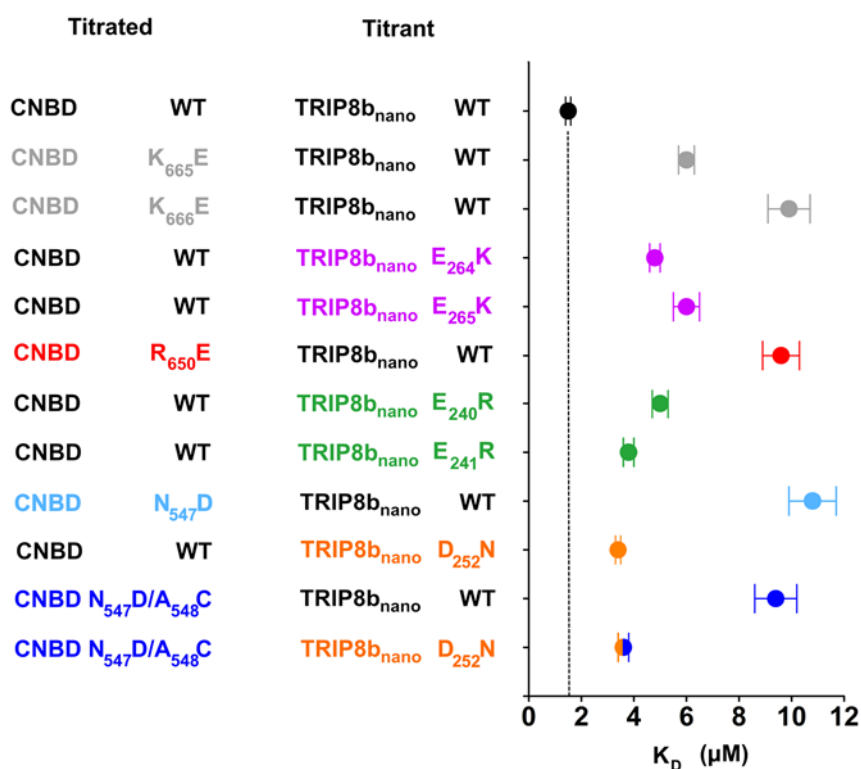 Titrated Titrant
CNBD WT TRIP8bnano WT
CNBD K665E TRIP8bnano WT
CNBD K666E TRIP8bnano WT
CNBD WT TRIP8bnano E264K
CNBD WT TRIP8bnano E265K
CNBD R650E TRIP8bnano WT
CNBD WT TRIP8bnano E240R
CNBD WT TRIP8bnano E241R
CNBD N547D TRIP8bnano WT
CNBD WT TRIP8bnano D252N
CNBD N547D/A548C TRIP8bnano WT
CNBD N547D/A548C TRIP8bnano D252N
0 2 4 6 8 10 12
KD (µM)